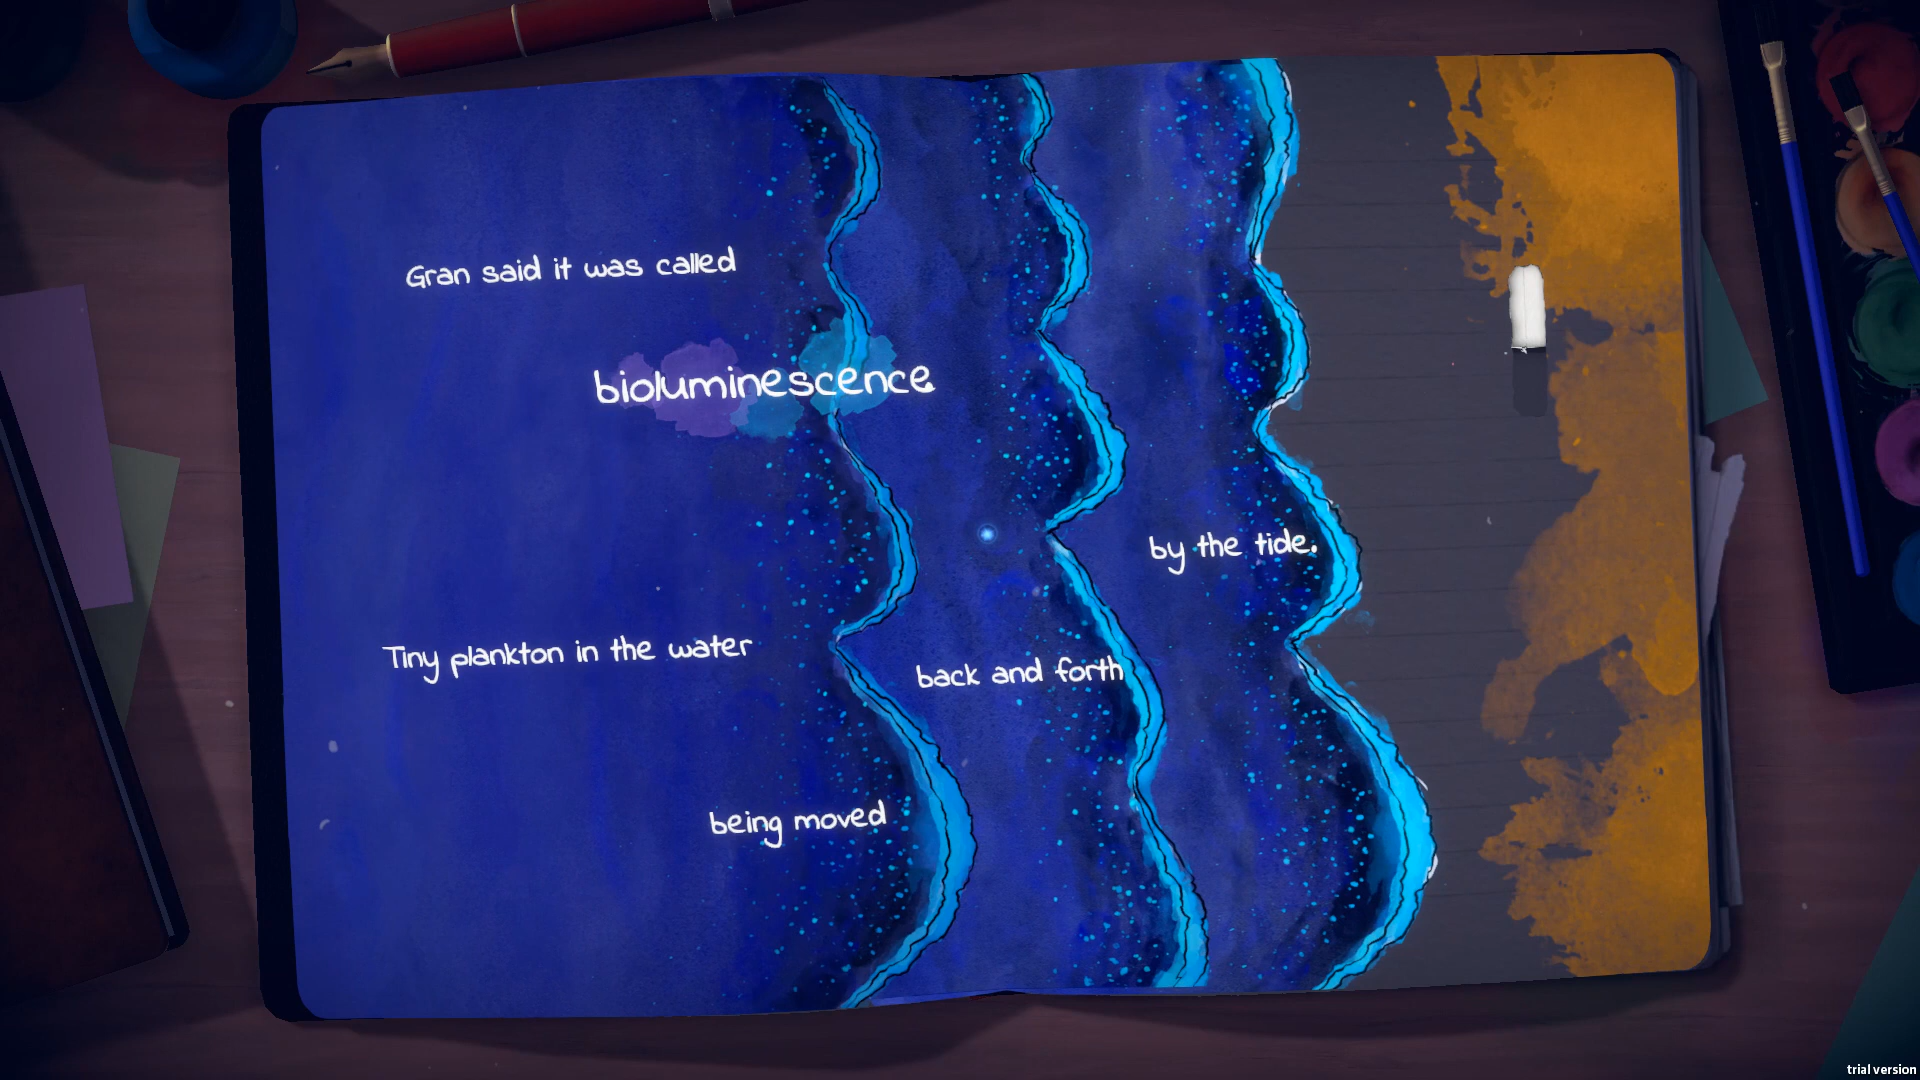 Gran said it was called
bioluminescence
Tiny plankton in the water
being moved
back and forth
by the tide.
trial version